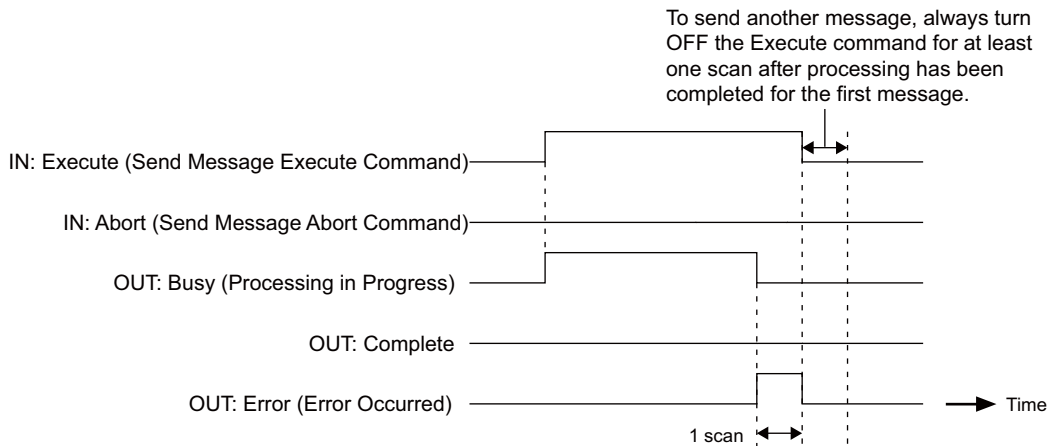 To send another message, always turn
OFF the Execute command for at least
one scan after processing has been
completed for the first message.
IN: Execute (Send Message Execute Command)
IN: Abort (Send Message Abort Command)
OUT: Busy (Processing in Progress)
OUT: Complete
OUT: Error (Error Occurred)
Time
1 scan